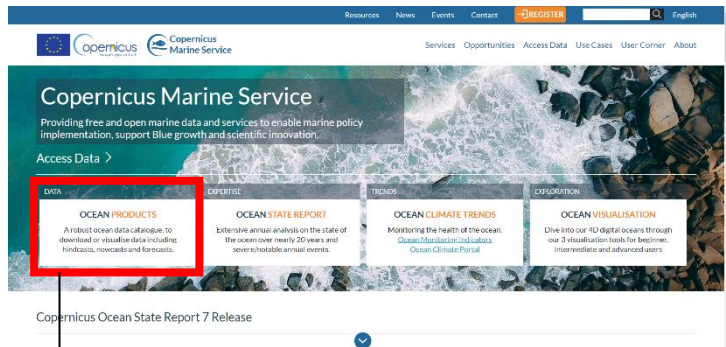 Resources News Events Contact REGISTER English
Copernicus
Copernicus
Marine Service
Services Opportunities Access Data Use Cases User Corner About
Copernicus Marine Service
Providing free and open marine data and services to enable marine policy
implementation, support Blue growth and scientific innovation.
Access Data >
DATA
OCEAN PRODUCTS
A robust ocean data catalogue, to
download or visualise data including
hindcasts, nowcasts and forecasts.
EXPERTISE
OCEAN STATE REPORT
Extensive annual analysis on the state of
the ocean over nearly 20 years and
severe/notable annual events.
TRENDS
OCEAN CLIMATE TRENDS
Monitoring the health of the ocean.
Ocean Monitoring Indicators
Ocean Climate Portal
EXPLORATION
OCEAN VISUALISATION
Dive into our 4D digital oceans through
our 3 visualisation tools for beginner,
intermediate and advanced users
Copernicus Ocean State Report 7 Release